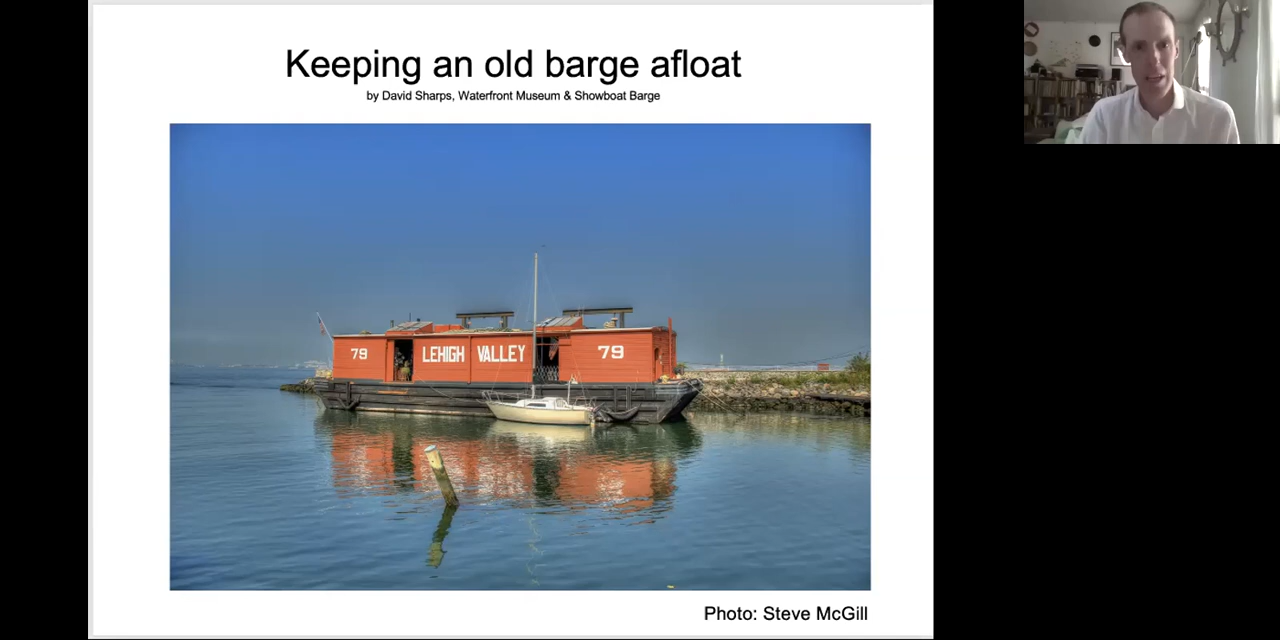 Keeping an old barge afloat
by David Sharps, Waterfront Museum & Showboat Barge
79 LEHIGH VALLEY 79
Photo: Steve McGill